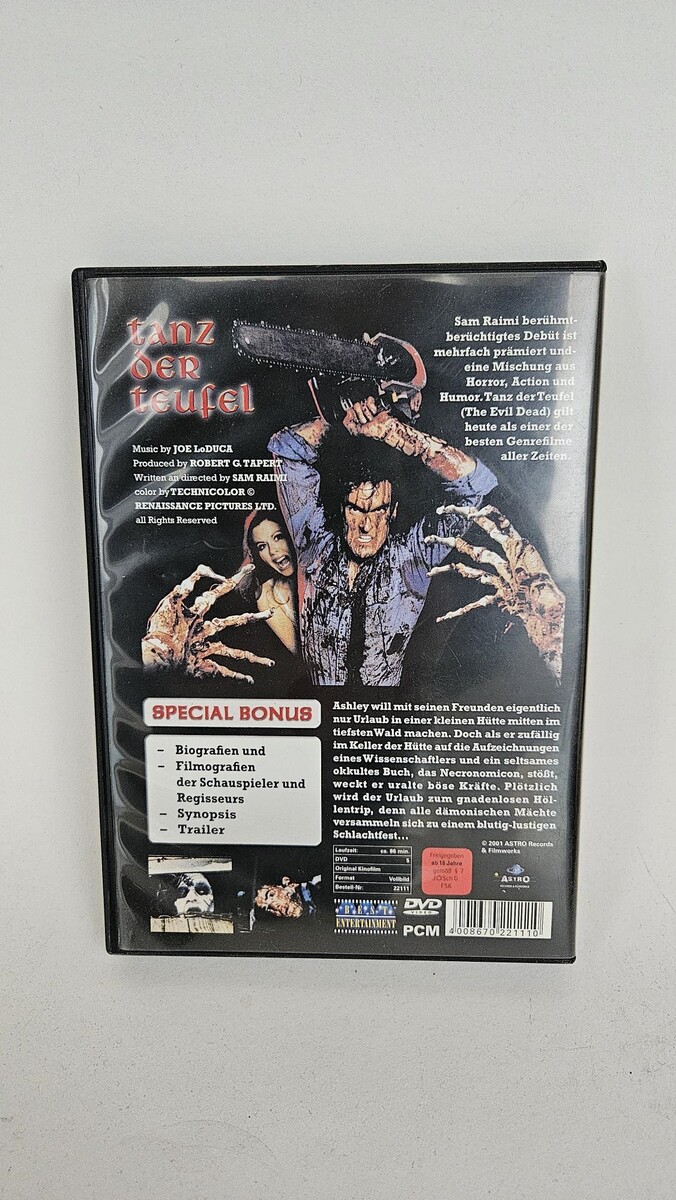 tanz
der
teufel
Music by JOE LoDUCA
Produced by ROBERT G. TAPERT
Written an directed by SAM RAIMI
color by TECHNICOLOR ©
RENAISSANCE PICTURES LTD.
all Rights Reserved
Sam Raimi berühmt-
berüchtigtes Debüt ist
mehrfach prämiert und
eine Mischung aus
Horror, Action und
Humor. Tanz der Teufel
(The Evil Dead) gilt
heute als einer der
besten Genrefilme
aller Zeiten.
SPECIAL BONUS
– Biografien und
– Filmografien
der Schauspieler und
Regisseurs
– Synopsis
– Trailer
Ashley will mit seinen Freunden eigentlich
nur Urlaub in einer kleinen Hütte mitten im
tiefsten Wald machen. Doch als er zufällig
im Keller der Hütte auf die Aufzeichnungen
eines Wissenschaftlers und ein seltsames
okkultes Buch, das Necronomicon, stößt,
weckt er uralte böse Kräfte. Plötzlich
wird der Urlaub zum gnadenlosen Höl-
lentrip, denn alle dämonischen Mächte
versammeln sich zu einem blutig-lustigen
Schlachtfest...
© 2001 ASTRO Records
& Filmworks
Laufzeit: ca. 86 min.
DVD 5
Original Kinofilm
Format Vollbild
Bestell-Nr: 22111
Freigegeben
ab 18 Jahre
gemäß § 7
JÖSchG
FSK
ASTRO
BEST
ENTERTAINMENT
DVD
VIDEO
PCM
4 008670 221110